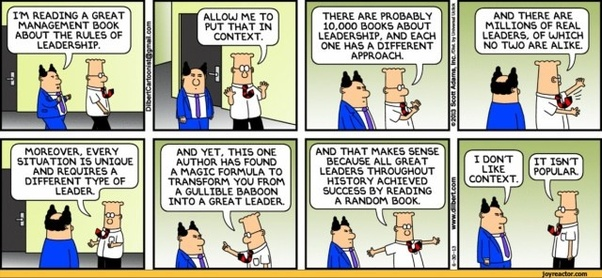 I'M READING A GREAT
MANAGEMENT BOOK
ABOUT THE RULES OF
LEADERSHIP.
DilbertCartoonist@gmail.com
ALLOW ME TO
PUT THAT IN
CONTEXT.
THERE ARE PROBABLY
10,000 BOOKS ABOUT
LEADERSHIP, AND EACH
ONE HAS A DIFFERENT
APPROACH.
©2013 Scott Adams, Inc. /Dist. by Universal Uclick
AND THERE ARE
MILLIONS OF REAL
LEADERS, OF WHICH
NO TWO ARE ALIKE.
MOREOVER, EVERY
SITUATION IS UNIQUE
AND REQUIRES A
DIFFERENT TYPE OF
LEADER.
AND YET, THIS ONE
AUTHOR HAS FOUND
A MAGIC FORMULA TO
TRANSFORM YOU FROM
A GULLIBLE BABOON
INTO A GREAT LEADER.
AND THAT MAKES SENSE
BECAUSE ALL GREAT
LEADERS THROUGHOUT
HISTORY ACHIEVED
SUCCESS BY READING
A RANDOM BOOK.
6-30-13 www.dilbert.com
I DON'T
LIKE
CONTEXT.
IT ISN'T
POPULAR.
joyreactor.com